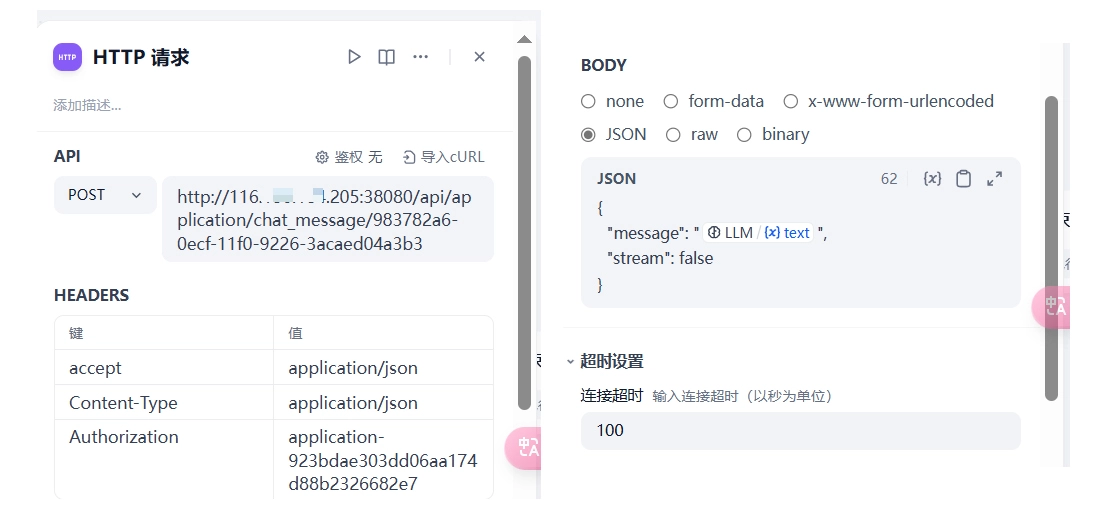 HTTP
HTTP 请求
添加描述...
API
鉴权 无
导入cURL
POST
http://116. .205:38080/api/ap
plication/chat_message/983782a6-
0ecf-11f0-9226-3acaed04a3b3
HEADERS
键 值
accept application/json
Content-Type application/json
Authorization application-
923bdae303dd06aa174
d88b2326682e7
BODY
none form-data x-www-form-urlencoded
JSON raw binary
JSON 62 {x}
{
"message": " LLM / {x} text ",
"stream": false
}
超时设置
连接超时 输入连接超时（以秒为单位）
100